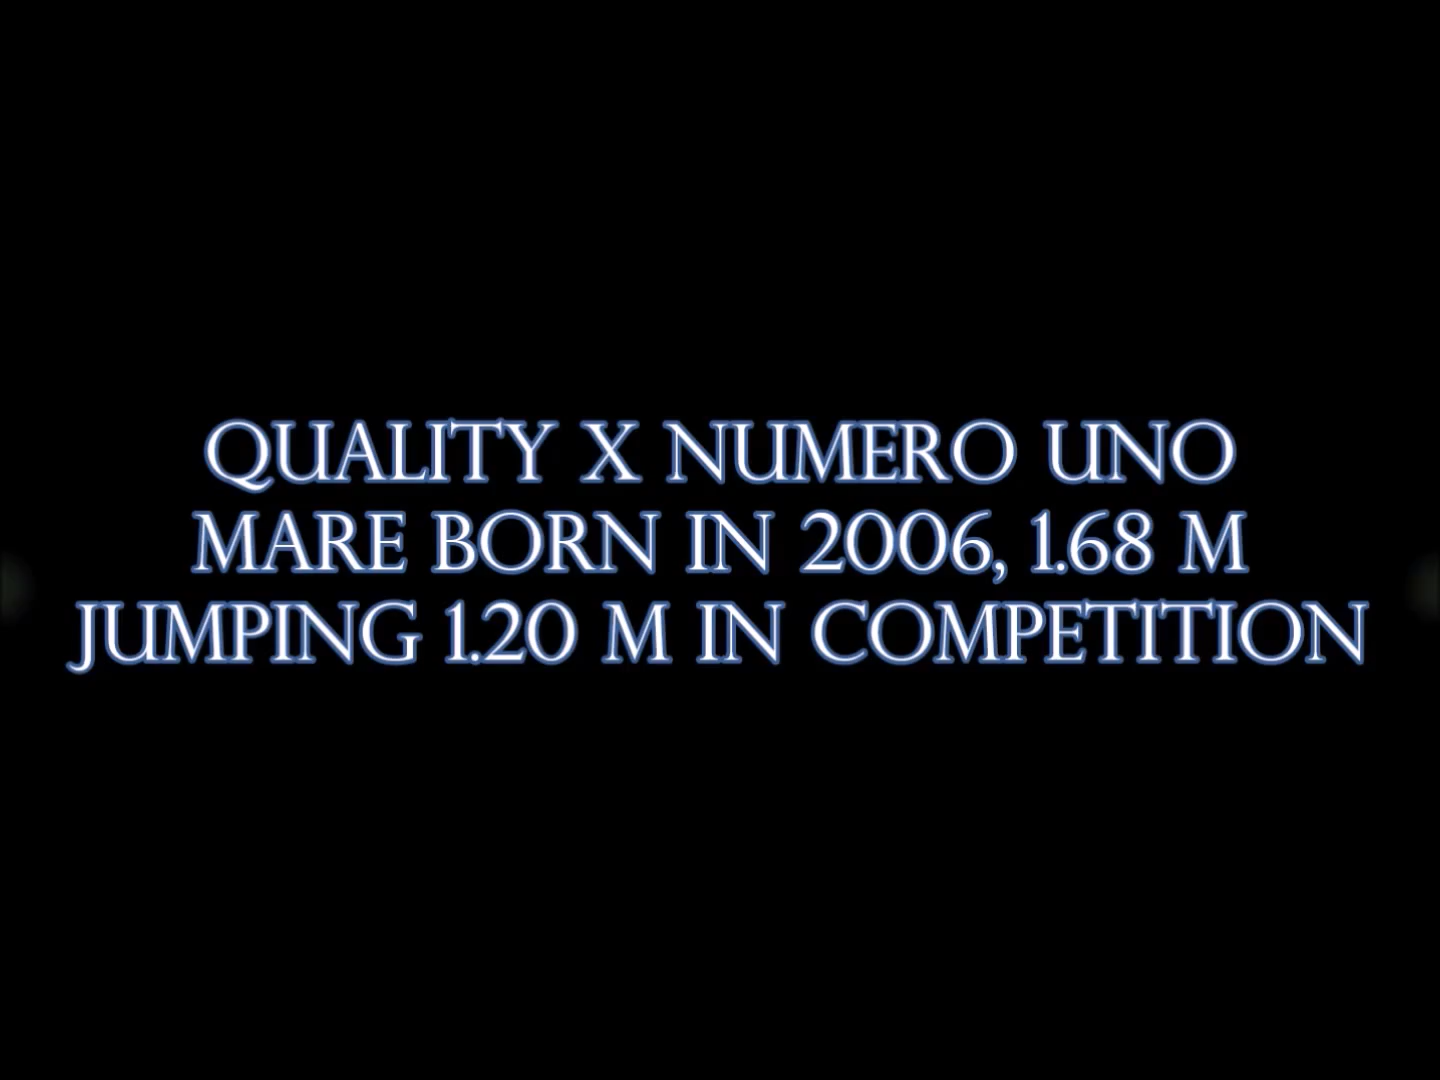 QUALITY X NUMERO UNO
MARE BORN IN 2006, 1.68 M
JUMPING 1.20 M IN COMPETITION